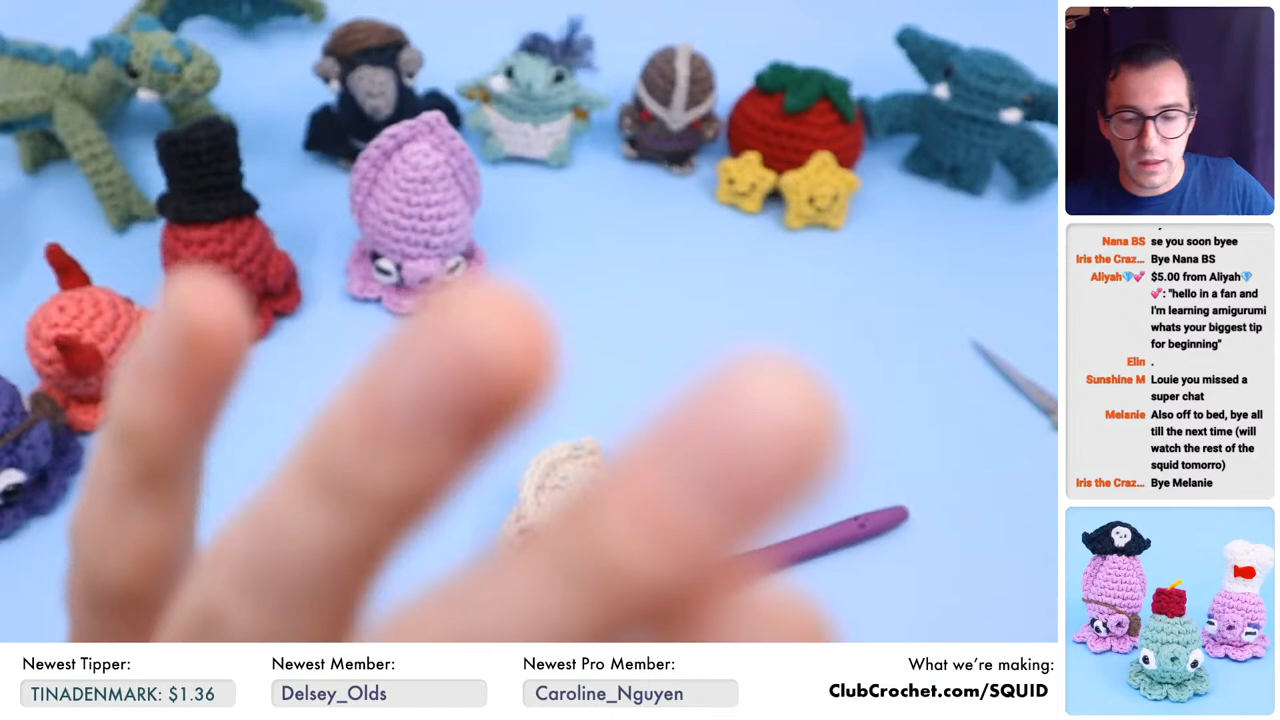 Nana BS se you soon byee
Iris the Craz... Bye Nana BS
Aliyah💎💕 $5.00 from Aliyah💎
💕: "hello in a fan and
I'm learning amigurumi
whats your biggest tip
for beginning"
Elin .
Sunshine M Louie you missed a
super chat
Melanie Also off to bed, bye all
till the next time (will
watch the rest of the
squid tomorro)
Iris the Craz... Bye Melanie
Newest Tipper:
TINADENMARK: $1.36
Newest Member:
Delsey_Olds
Newest Pro Member:
Caroline_Nguyen
What we're making:
ClubCrochet.com/SQUID